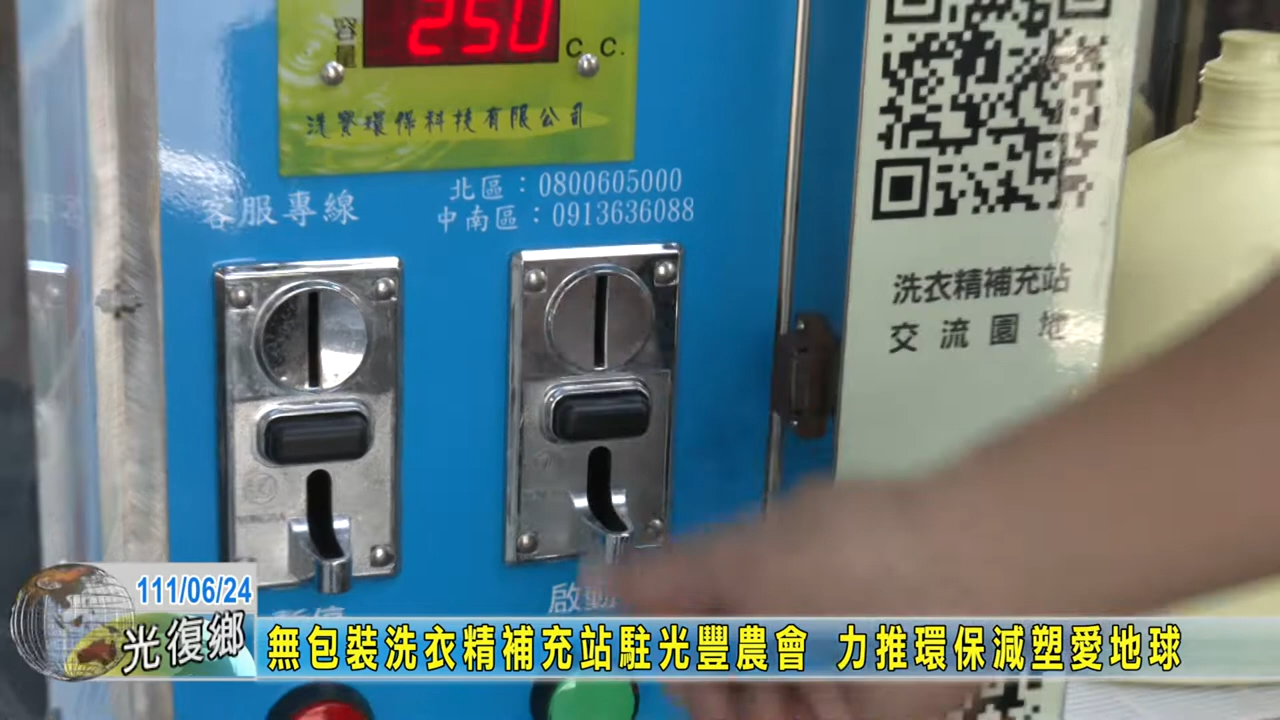 容量
250
C.C.
洗寶環保科技有限公司
客服專線
北區：0800605000
中南區：0913636088
洗衣精補充站
交流園地
啟動
111/06/24
光復鄉
無包裝洗衣精補充站駐光豐農會 力推環保減塑愛地球